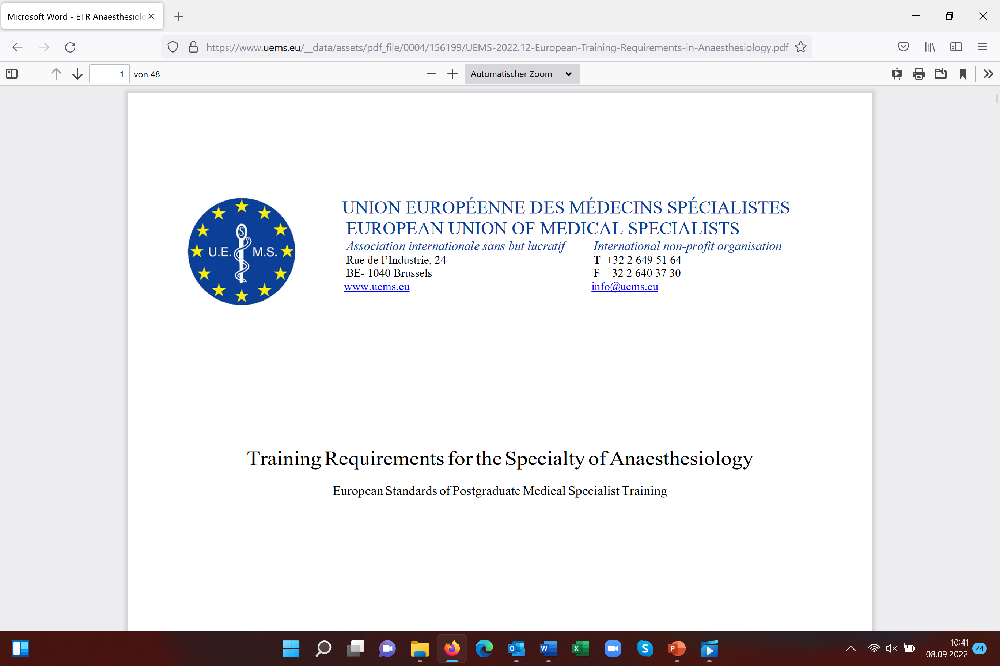 Microsoft Word - ETR Anaesthesiolo
https://www.uems.eu/__data/assets/pdf_file/0004/156199/UEMS-2022.12-European-Training-Requirements-in-Anaesthesiology.pdf
1 von 48
Automatischer Zoom
U.E. M.S.
S
UNION EUROPÉENNE DES MÉDECINS SPÉCIALISTES
EUROPEAN UNION OF MEDICAL SPECIALISTS
Association internationale sans but lucratif International non-profit organisation
Rue de l’Industrie, 24 T +32 2 649 51 64
BE- 1040 Brussels F +32 2 640 37 30
www.uems.eu info@uems.eu
Training Requirements for the Specialty of Anaesthesiology
European Standards of Postgraduate Medical Specialist Training
10:41
08.09.2022
24